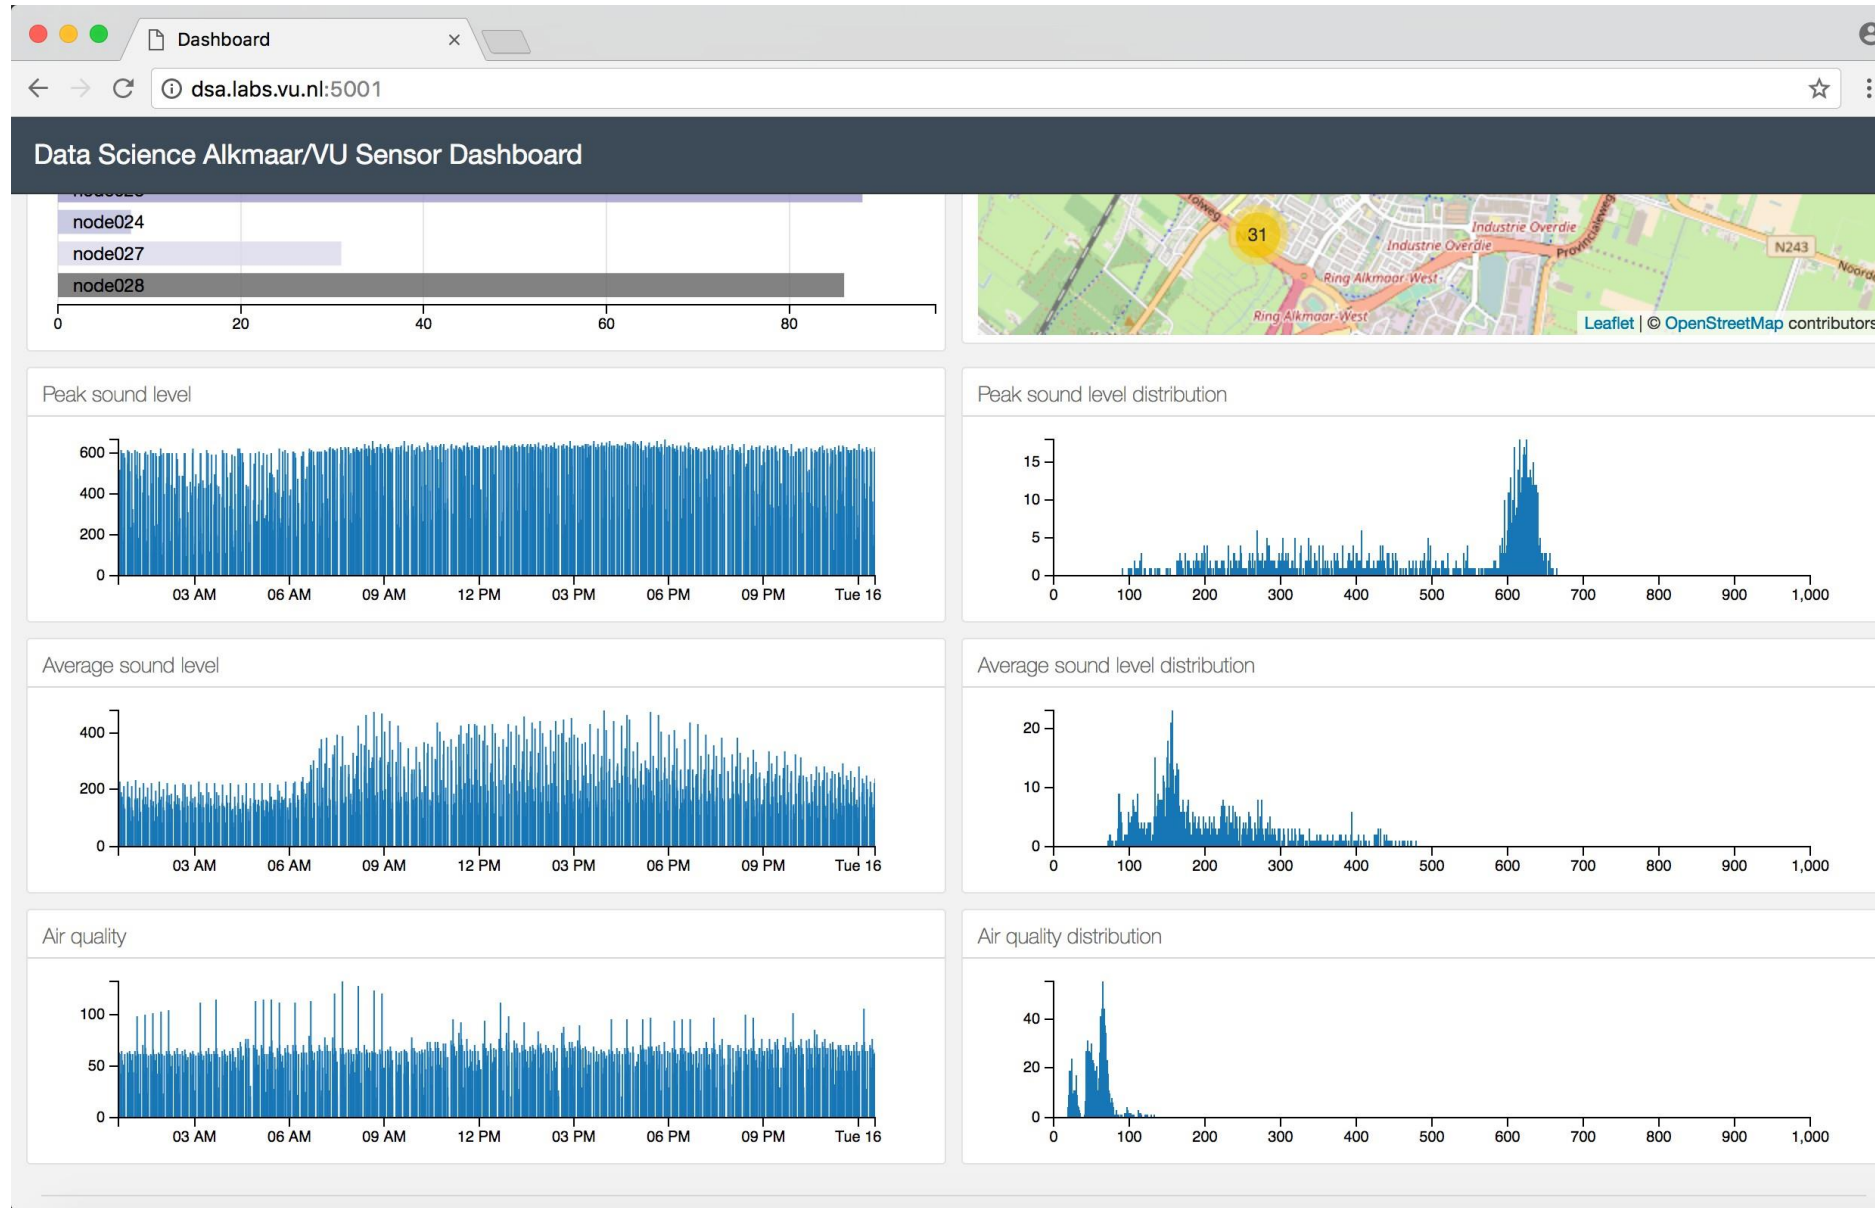 Dashboard
dsa.labs.vu.nl:5001
Data Science Alkmaar/VU Sensor Dashboard
node024
node027
node028
0 20 40 60 80
31
Industrie Overdie
Industrie Overdie
N243
Ring Alkmaar-West
Ring Alkmaar-West
Leaflet | © OpenStreetMap contributors
Peak sound level
600
400
200
0
03 AM 06 AM 09 AM 12 PM 03 PM 06 PM 09 PM Tue 16
Peak sound level distribution
15
10
5
0
0 100 200 300 400 500 600 700 800 900 1,000
Average sound level
400
200
0
03 AM 06 AM 09 AM 12 PM 03 PM 06 PM 09 PM Tue 16
Average sound level distribution
20
10
0
0 100 200 300 400 500 600 700 800 900 1,000
Air quality
100
50
0
03 AM 06 AM 09 AM 12 PM 03 PM 06 PM 09 PM Tue 16
Air quality distribution
40
20
0
0 100 200 300 400 500 600 700 800 900 1,000